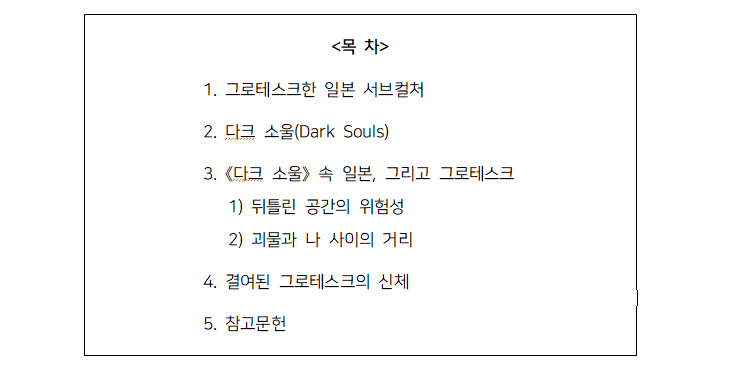 <목 차>
1. 그로테스크한 일본 서브컬처
2. 다크 소울(Dark Souls)
3. 《다크 소울》 속 일본, 그리고 그로테스크
1) 뒤틀린 공간의 위험성
2) 괴물과 나 사이의 거리
4. 결여된 그로테스크의 신체
5. 참고문헌